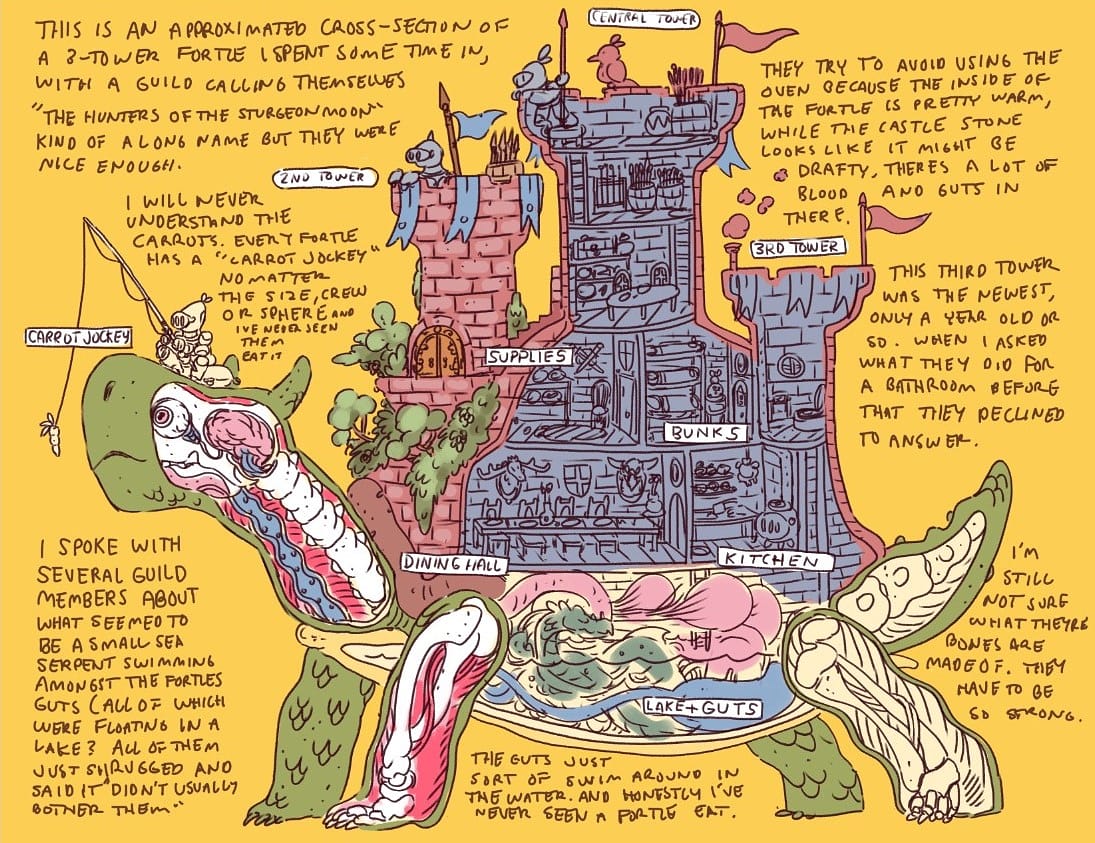 THIS IS AN APPROXIMATED CROSS-SECTION OF
A 3-TOWER FORTLE I SPENT SOME TIME IN,
WITH A GUILD CALLING THEMSELVES
"THE HUNTERS OF THE STURGEON MOON"
KIND OF A LONG NAME BUT THEY WERE
NICE ENOUGH.
CENTRAL TOWER
THEY TRY TO AVOID USING THE
OVEN BECAUSE THE INSIDE OF
THE FORTLE IS PRETTY WARM,
WHILE THE CASTLE STONE
LOOKS LIKE IT MIGHT BE
DRAFTY, THERES A LOT OF
BLOOD AND GUTS IN
THERE.
2ND TOWER
I WILL NEVER
UNDERSTAND THE
CARROTS. EVERY FORTLE
HAS A "CARROT JOCKEY"
NO MATTER
THE SIZE, CREW
OR SPHERE AND
I'VE NEVER SEEN
THEM
EAT IT
3RD TOWER
THIS THIRD TOWER
WAS THE NEWEST,
ONLY A YEAR OLD OR
SO. WHEN I ASKED
WHAT THEY DID FOR
A BATHROOM BEFORE
THAT THEY DECLINED
TO ANSWER.
CARROT JOCKEY
SUPPLIES
BUNKS
DINING HALL
KITCHEN
I SPOKE WITH
SEVERAL GUILD
MEMBERS ABOUT
WHAT SEEMED TO
BE A SMALL SEA
SERPENT SWIMMING
AMONGST THE FORTLES
GUTS (ALL OF WHICH
WERE FLOATING IN A
LAKE? ALL OF THEM
JUST SHRUGGED AND
SAID IT "DIDN'T USUALLY
BOTHER THEM"
I'M
STILL
NOT SURE
WHAT THEYRE
BONES ARE
MADE OF. THEY
HAVE TO BE
SO STRONG.
LAKE + GUTS
THE GUTS JUST
SORT OF SWIM AROUND IN
THE WATER. AND HONESTLY I'VE
NEVER SEEN A FORTLE EAT.